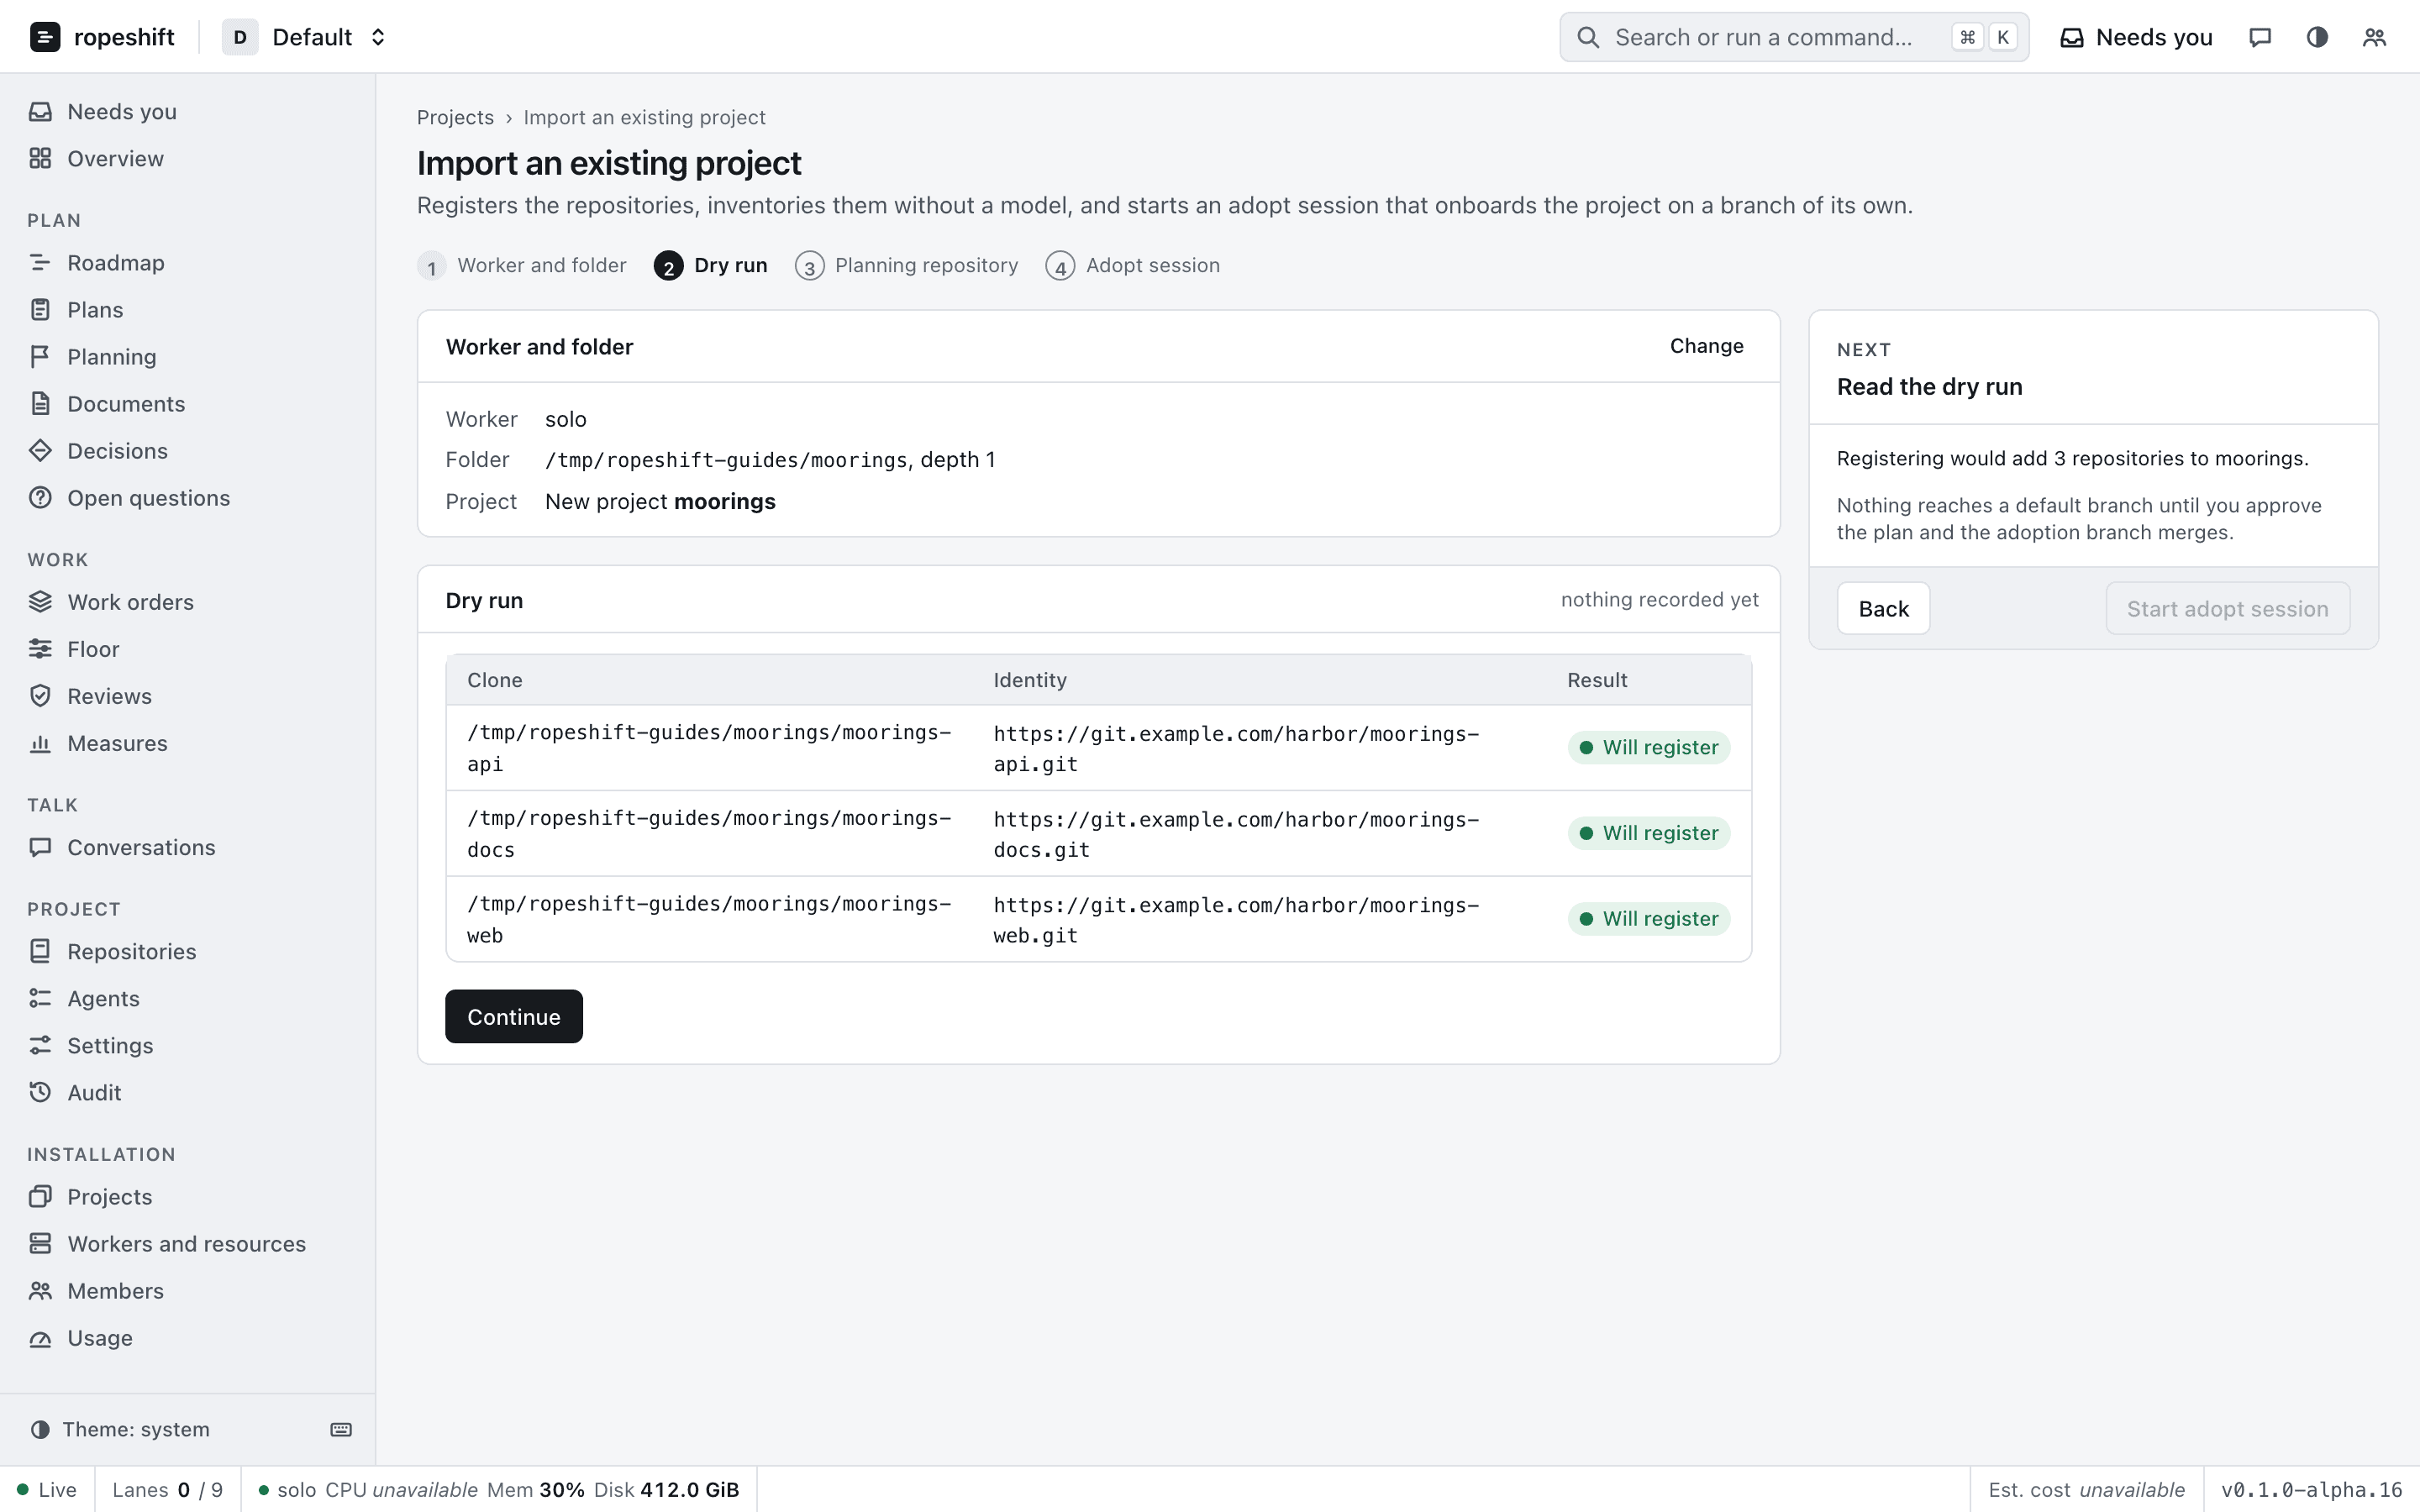 ropeshift
D Default
Search or run a command... ⌘ K
Needs you
Needs you
Overview
PLAN
Roadmap
Plans
Planning
Documents
Decisions
Open questions
WORK
Work orders
Floor
Reviews
Measures
TALK
Conversations
PROJECT
Repositories
Agents
Settings
Audit
INSTALLATION
Projects
Workers and resources
Members
Usage
Theme: system
Projects › Import an existing project
Import an existing project
Registers the repositories, inventories them without a model, and starts an adopt session that onboards the project on a branch of its own.
1 Worker and folder 2 Dry run 3 Planning repository 4 Adopt session
Worker and folder Change
Worker solo
Folder /tmp/ropeshift-guides/moorings, depth 1
Project New project moorings
Dry run nothing recorded yet
Clone Identity Result
/tmp/ropeshift-guides/moorings/moorings-
api
https://git.example.com/harbor/moorings-
api.git
Will register
/tmp/ropeshift-guides/moorings/moorings-
docs
https://git.example.com/harbor/moorings-
docs.git
Will register
/tmp/ropeshift-guides/moorings/moorings-
web
https://git.example.com/harbor/moorings-
web.git
Will register
Continue
NEXT
Read the dry run
Registering would add 3 repositories to moorings.
Nothing reaches a default branch until you approve
the plan and the adoption branch merges.
Back Start adopt session
Live Lanes 0 / 9 solo CPU unavailable Mem 30% Disk 412.0 GiB Est. cost unavailable v0.1.0-alpha.16